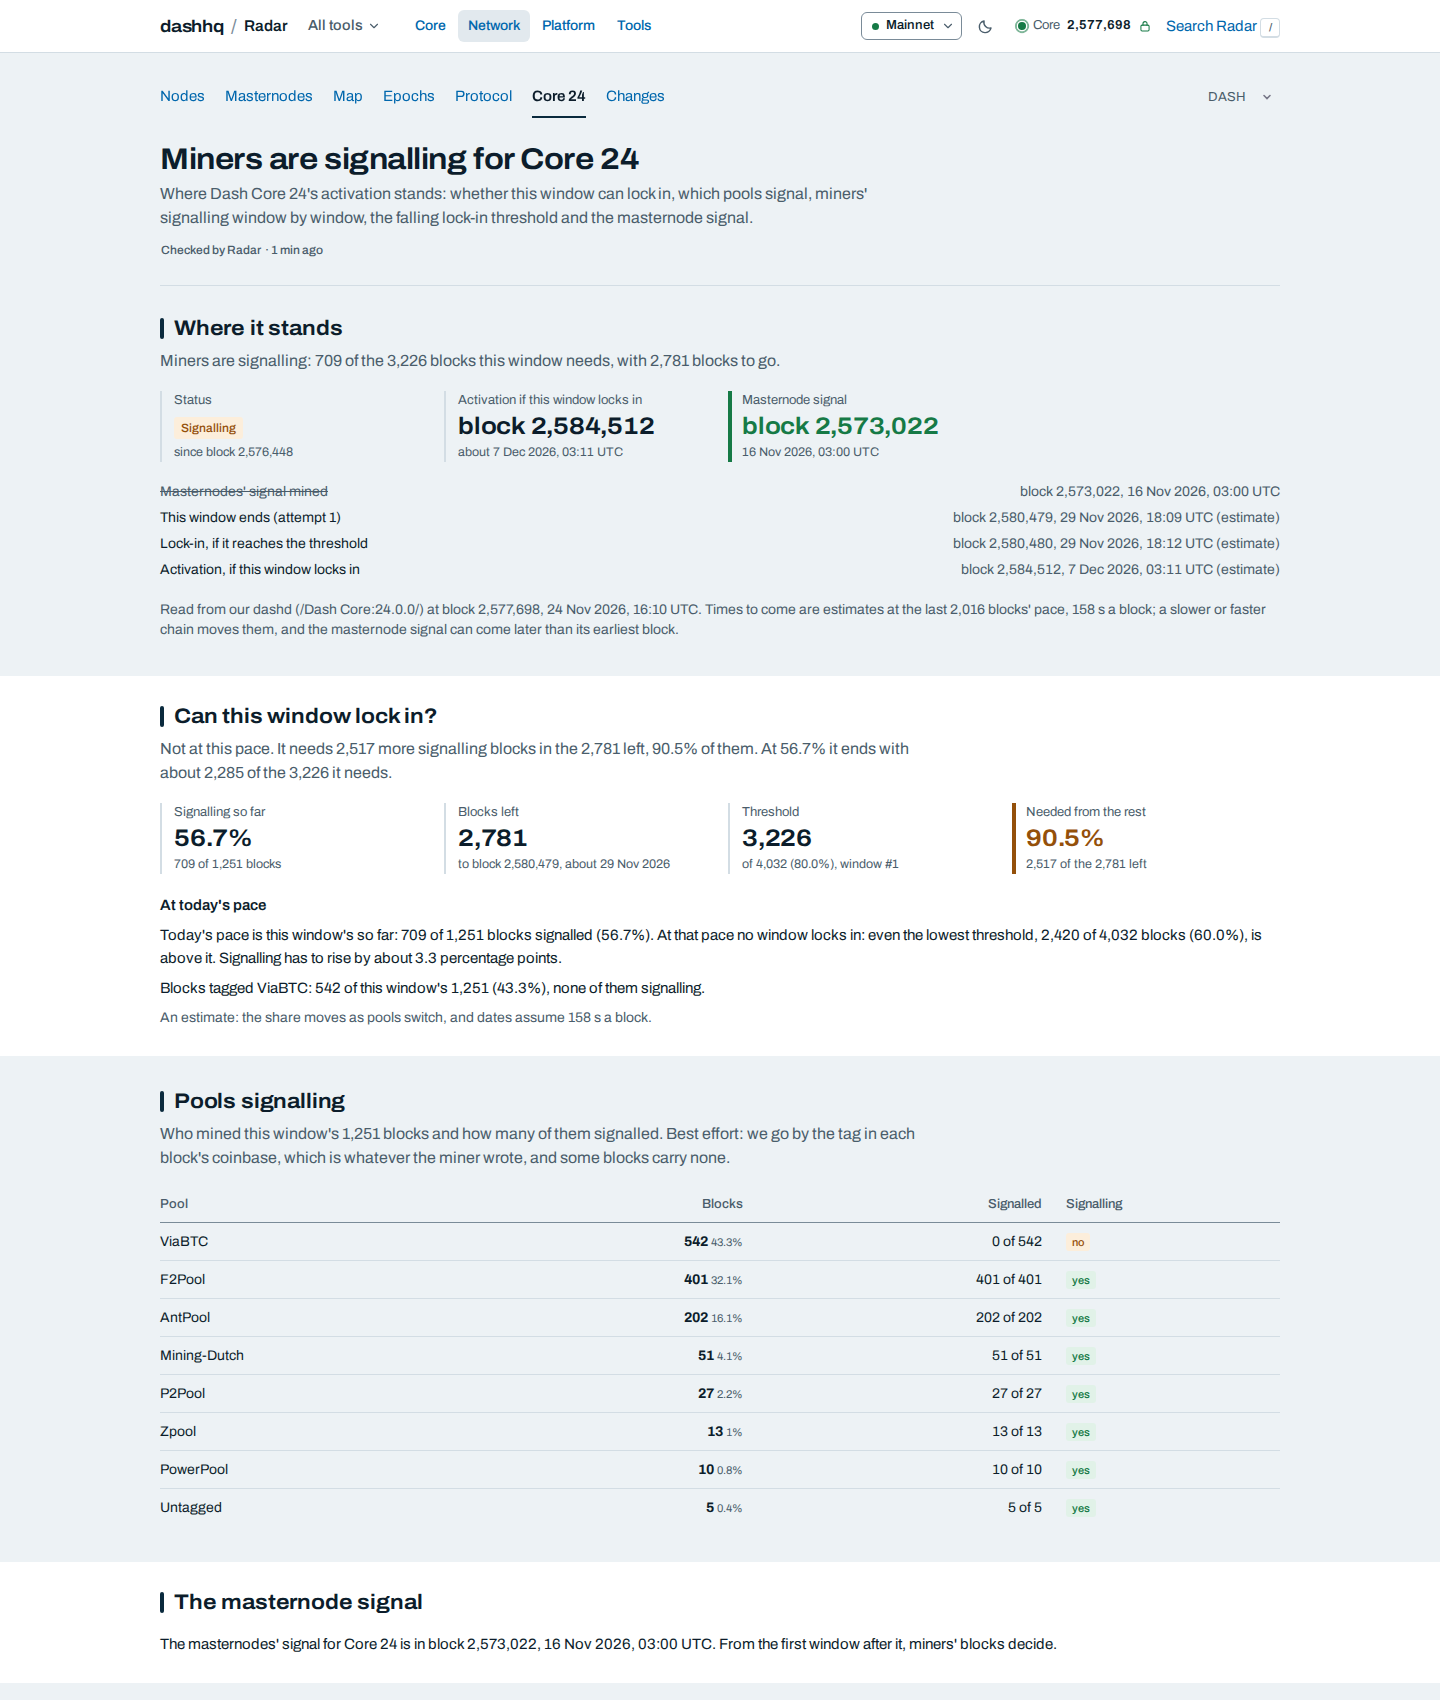 dashhq / Radar All tools Core Network Platform Tools Mainnet Core 2,577,698 Search Radar /
Nodes Masternodes Map Epochs Protocol Core 24 Changes DASH
Miners are signalling for Core 24
Where Dash Core 24's activation stands: whether this window can lock in, which pools signal, miners'
signalling window by window, the falling lock-in threshold and the masternode signal.
Checked by Radar · 1 min ago
Where it stands
Miners are signalling: 709 of the 3,226 blocks this window needs, with 2,781 blocks to go.
Status Activation if this window locks in Masternode signal
Signalling block 2,584,512 block 2,573,022
since block 2,576,448 about 7 Dec 2026, 03:11 UTC 16 Nov 2026, 03:00 UTC
Masternodes' signal mined block 2,573,022, 16 Nov 2026, 03:00 UTC
This window ends (attempt 1) block 2,580,479, 29 Nov 2026, 18:09 UTC (estimate)
Lock-in, if it reaches the threshold block 2,580,480, 29 Nov 2026, 18:12 UTC (estimate)
Activation, if this window locks in block 2,584,512, 7 Dec 2026, 03:11 UTC (estimate)
Read from our dashd (/Dash Core:24.0.0/) at block 2,577,698, 24 Nov 2026, 16:10 UTC. Times to come are estimates at the last 2,016 blocks' pace, 158 s a block; a slower or faster
chain moves them, and the masternode signal can come later than its earliest block.
Can this window lock in?
Not at this pace. It needs 2,517 more signalling blocks in the 2,781 left, 90.5% of them. At 56.7% it ends with
about 2,285 of the 3,226 it needs.
Signalling so far Blocks left Threshold Needed from the rest
56.7% 2,781 3,226 90.5%
709 of 1,251 blocks to block 2,580,479, about 29 Nov 2026 of 4,032 (80.0%), window #1 2,517 of the 2,781 left
At today's pace
Today's pace is this window's so far: 709 of 1,251 blocks signalled (56.7%). At that pace no window locks in: even the lowest threshold, 2,420 of 4,032 blocks (60.0%), is
above it. Signalling has to rise by about 3.3 percentage points.
Blocks tagged ViaBTC: 542 of this window's 1,251 (43.3%), none of them signalling.
An estimate: the share moves as pools switch, and dates assume 158 s a block.
Pools signalling
Who mined this window's 1,251 blocks and how many of them signalled. Best effort: we go by the tag in each
block's coinbase, which is whatever the miner wrote, and some blocks carry none.
Pool Blocks Signalled Signalling
ViaBTC 542 43.3% 0 of 542 no
F2Pool 401 32.1% 401 of 401 yes
AntPool 202 16.1% 202 of 202 yes
Mining-Dutch 51 4.1% 51 of 51 yes
P2Pool 27 2.2% 27 of 27 yes
Zpool 13 1% 13 of 13 yes
PowerPool 10 0.8% 10 of 10 yes
Untagged 5 0.4% 5 of 5 yes
The masternode signal
The masternodes' signal for Core 24 is in block 2,573,022, 16 Nov 2026, 03:00 UTC. From the first window after it, miners' blocks decide.